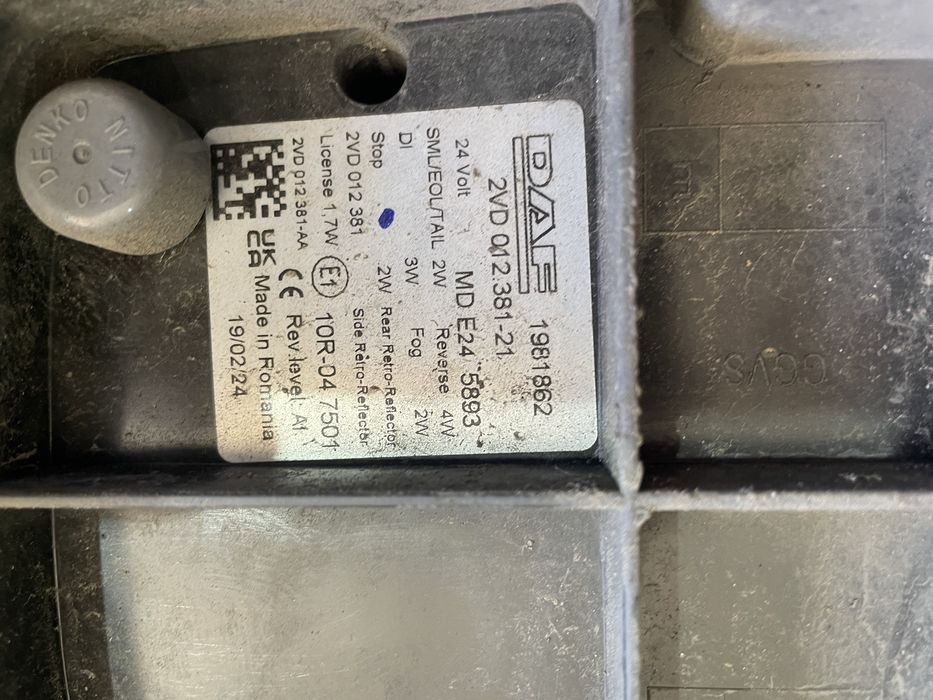 DAF 1981862
2VD 012.381-21
24 Volt MD E24 5893
SML/EOL/TAIL 2W Reverse 4W
DI 3W Fog 2W
Stop 2W Rear Retro-Reflector
2VD 012 381 Side Retro-Reflector
License 1,7W E1 10R-04 7501
2VD 012 381-AA CE Rev.level A1
UK
CA Made in Romania
19/02/24
NITTO
DENKO